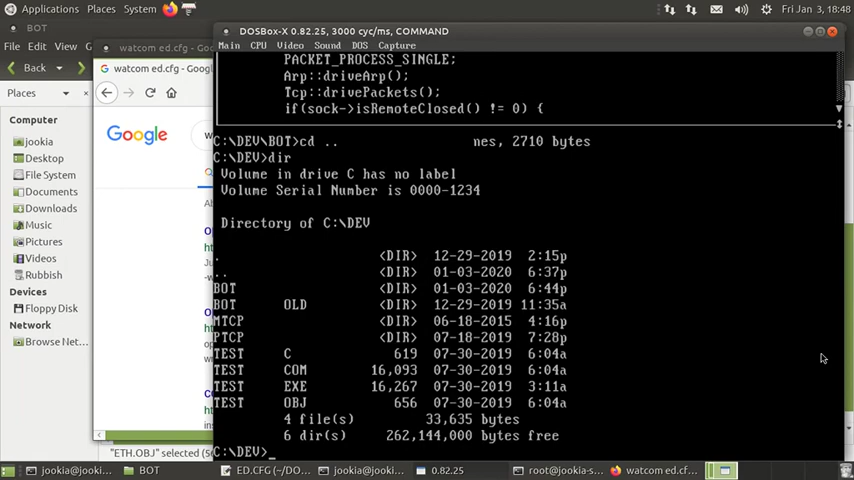 Applications Places System Fri Jan 3, 18:48
BOT
File Edit View
Back
Places
Computer
jookia
Desktop
File System
Documents
Downloads
Music
Pictures
Videos
Rubbish
Devices
Floppy Disk
Network
Browse Net...
"ETH.OBJ" selected (5
watcom ed.cfg - Googl
watcom ed.cfg - Goog
Google
DOSBox-X 0.82.25, 3000 cyc/ms, COMMAND
Main CPU Video Sound DOS Capture
PACKET_PROCESS_SINGLE;
Arp::driveArp();
Tcp::drivePackets();
if(sock->isRemoteClosed() != 0) {
C:\DEV\BOT>cd .. nes, 2710 bytes
C:\DEV>dir
Volume in drive C has no label
Volume Serial Number is 0000-1234
Directory of C:\DEV
. <DIR> 12-29-2019 2:15p
.. <DIR> 01-03-2020 6:37p
BOT <DIR> 01-03-2020 6:44p
BOT OLD <DIR> 12-29-2019 11:35a
MTCP <DIR> 06-18-2015 4:16p
PTCP <DIR> 07-18-2019 7:28p
TEST C 619 07-30-2019 6:04a
TEST COM 16,093 07-30-2019 6:04a
TEST EXE 16,267 07-30-2019 3:11a
TEST OBJ 656 07-30-2019 6:04a
4 file(s) 33,635 bytes
6 dir(s) 262,144,000 bytes free
C:\DEV>_
jookia@jookia... BOT ED.CFG (~/DO... jookia@jookia... 0.82.25 root@jookia-s... watcom ed.cf...